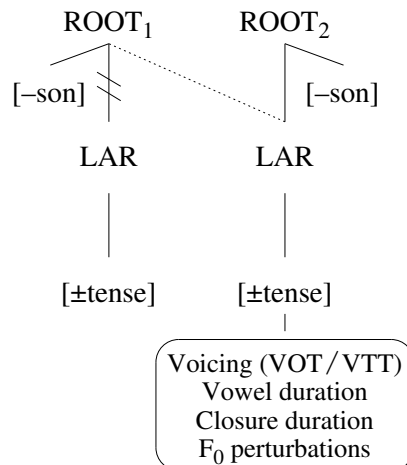 ROOT₁ ROOT₂
[–son] [–son]
LAR LAR
[±tense] [±tense]
Voicing (VOT/VTT)
Vowel duration
Closure duration
F₀ perturbations